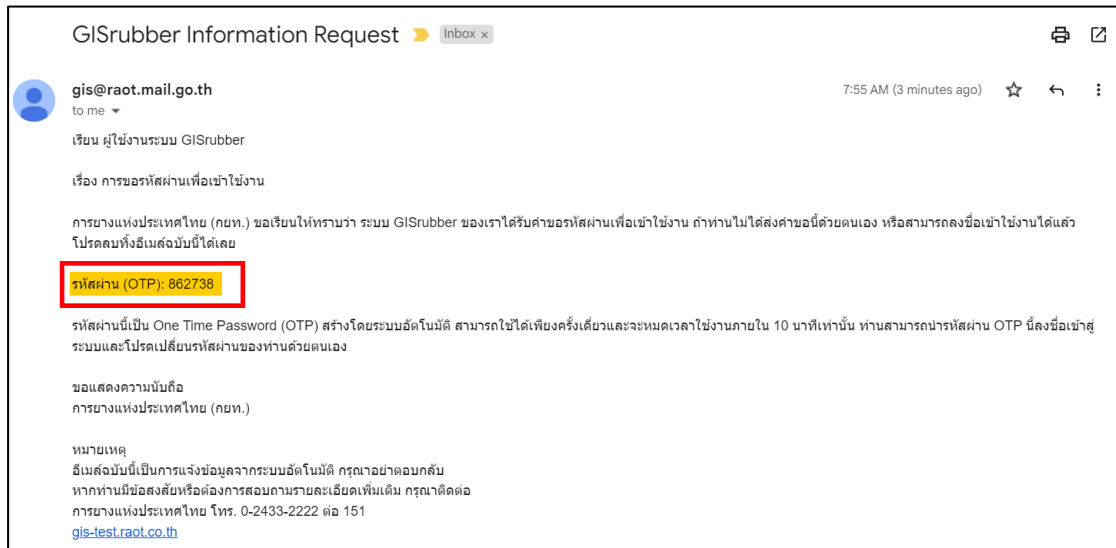 GISrubber Information Request
Inbox ×
gis@raot.mail.go.th
7:55 AM (3 minutes ago)
to me
เรียน ผู้ใช้งานระบบ GISrubber
เรื่อง การขอรหัสผ่านเพื่อเข้าใช้งาน
การยางแห่งประเทศไทย (กยท.) ขอเรียนให้ทราบว่า ระบบ GISrubber ของเราได้รับคำขอรหัสผ่านเพื่อเข้าใช้งาน ถ้าท่านไม่ได้ส่งคำขอนี้ด้วยตนเอง หรือสามารถลงชื่อเข้าใช้งานได้แล้ว
โปรดลบทิ้งอีเมล์ฉบับนี้ได้เลย
รหัสผ่าน (OTP): 862738
รหัสผ่านนี้เป็น One Time Password (OTP) สร้างโดยระบบอัตโนมัติ สามารถใช้ได้เพียงครั้งเดียวและจะหมดเวลาใช้งานภายใน 10 นาทีเท่านั้น ท่านสามารถนำรหัสผ่าน OTP นี้ลงชื่อเข้าสู่
ระบบและโปรดเปลี่ยนรหัสผ่านของท่านด้วยตนเอง
ขอแสดงความนับถือ
การยางแห่งประเทศไทย (กยท.)
หมายเหตุ
อีเมล์ฉบับนี้เป็นการแจ้งข้อมูลจากระบบอัตโนมัติ กรุณาอย่าตอบกลับ
หากท่านมีข้อสงสัยหรือต้องการสอบถามรายละเอียดเพิ่มเติม กรุณาติดต่อ
การยางแห่งประเทศไทย โทร. 0-2433-2222 ต่อ 151
gis-test.raot.co.th